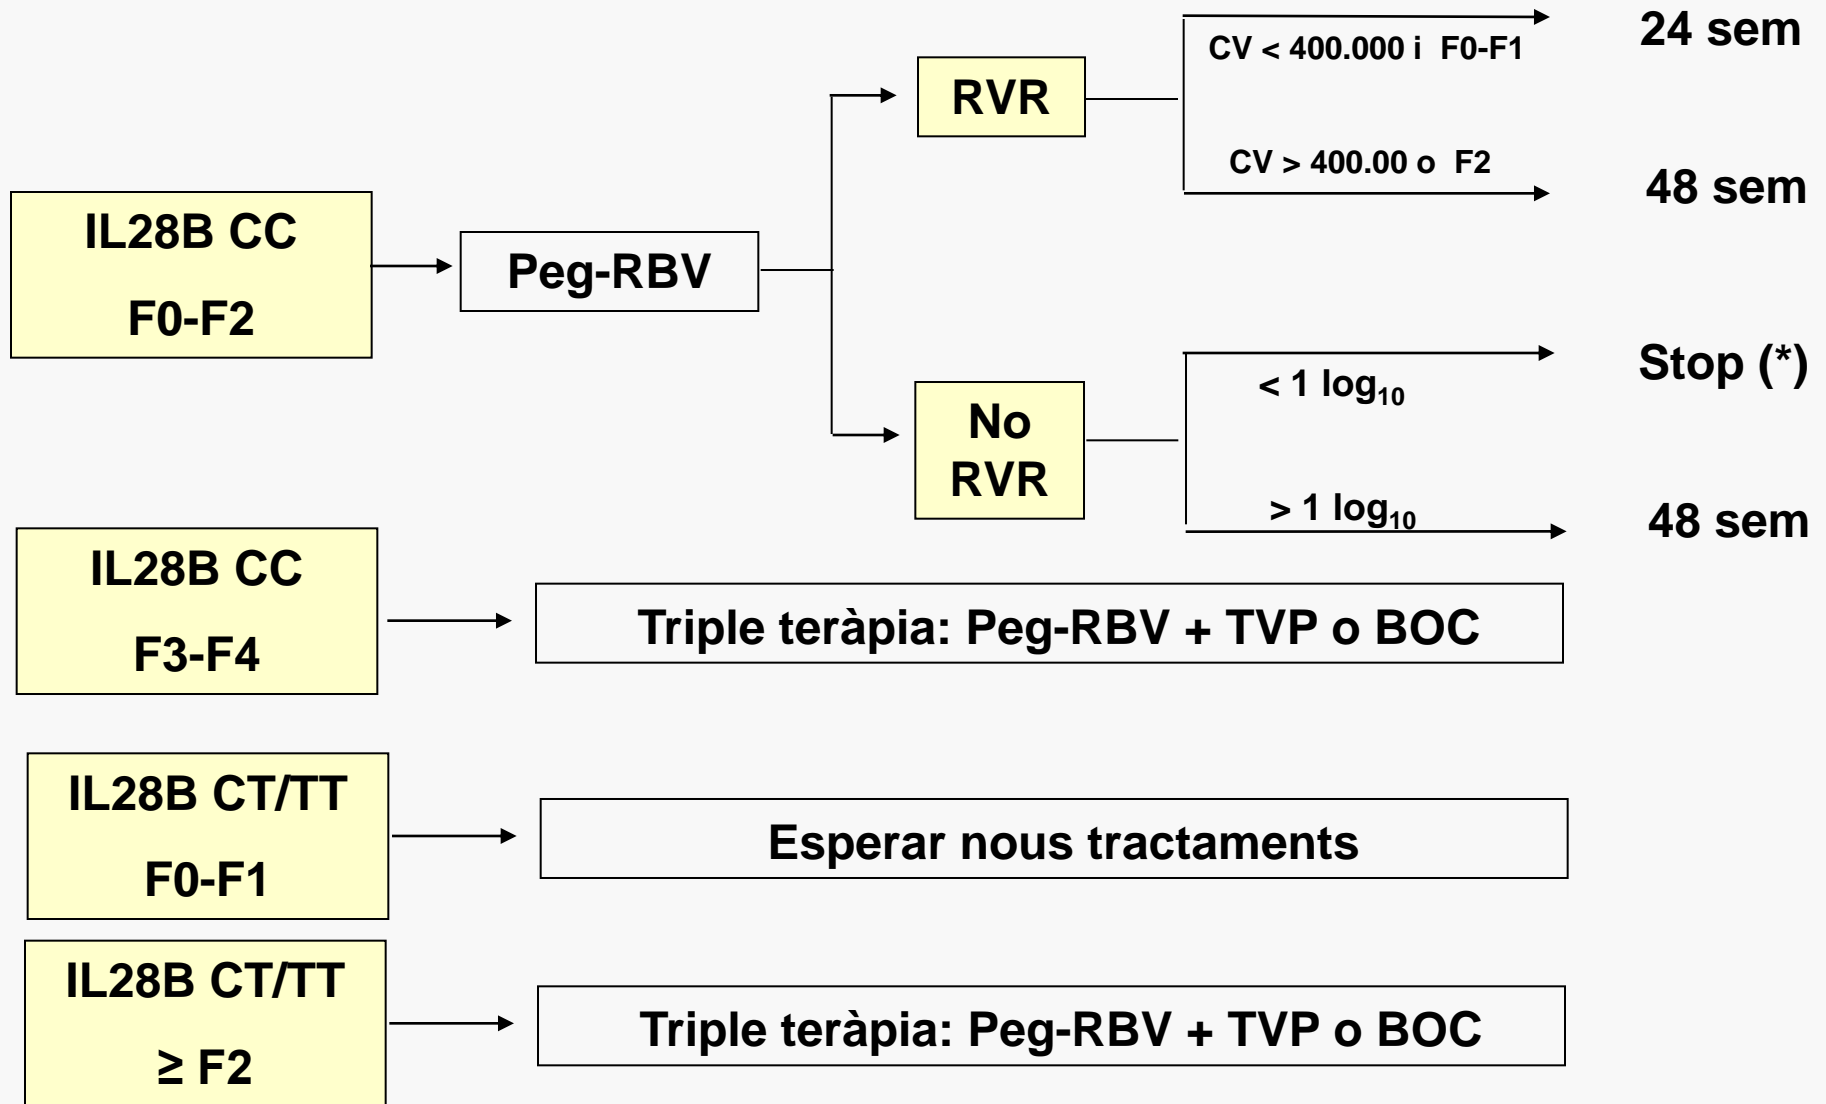 IL28B CC
F0-F2
Peg-RBV
RVR
CV < 400.000 i F0-F1
24 sem
CV > 400.00 o F2
48 sem
No
RVR
< 1 log10
Stop (*)
> 1 log10
48 sem
IL28B CC
F3-F4
Triple teràpia: Peg-RBV + TVP o BOC
IL28B CT/TT
F0-F1
Esperar nous tractaments
IL28B CT/TT
≥ F2
Triple teràpia: Peg-RBV + TVP o BOC